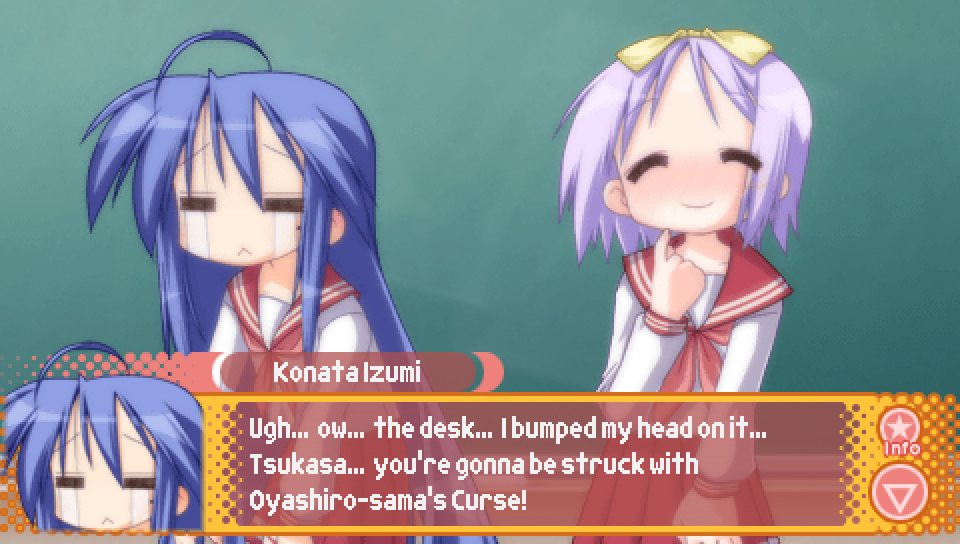 Konata Izumi
Ugh... ow... the desk... I bumped my head on it...
Tsukasa... you're gonna be struck with
Oyashiro-sama's Curse!
Info